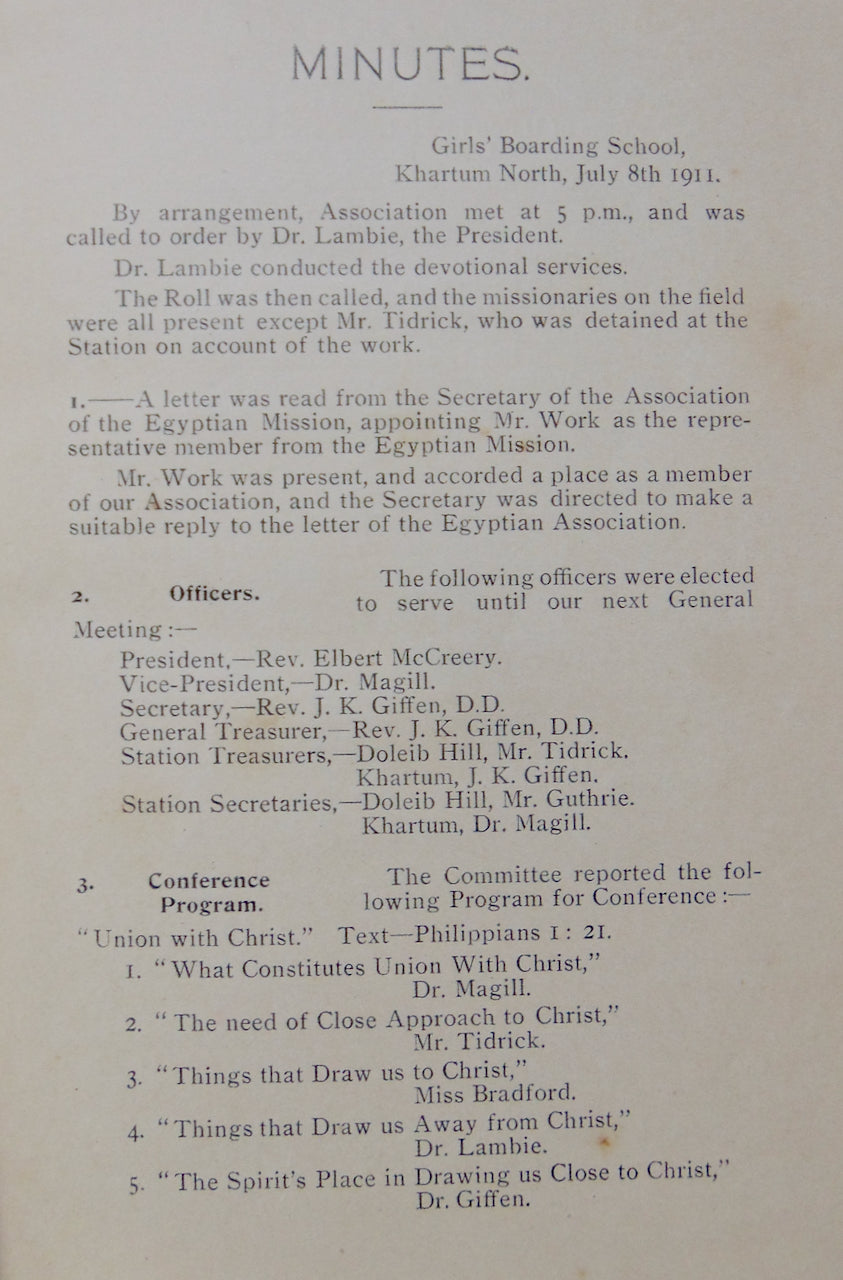 MINUTES.
Girls' Boarding School,
Khartum North, July 8th 1911.
By arrangement, Association met at 5 p.m., and was
called to order by Dr. Lambie, the President.
Dr. Lambie conducted the devotional services.
The Roll was then called, and the missionaries on the field
were all present except Mr. Tidrick, who was detained at the
Station on account of the work.
1.——A letter was read from the Secretary of the Association
of the Egyptian Mission, appointing Mr. Work as the repre-
sentative member from the Egyptian Mission.
Mr. Work was present, and accorded a place as a member
of our Association, and the Secretary was directed to make a
suitable reply to the letter of the Egyptian Association.
2. Officers. The following officers were elected
to serve until our next General
Meeting :—
President,—Rev. Elbert McCreery.
Vice-President,—Dr. Magill.
Secretary,—Rev. J. K. Giffen, D.D.
General Treasurer,—Rev. J. K. Giffen, D.D.
Station Treasurers,—Doleib Hill, Mr. Tidrick.
Khartum, J. K. Giffen.
Station Secretaries,—Doleib Hill, Mr. Guthrie.
Khartum, Dr. Magill.
3. Conference The Committee reported the fol-
Program. lowing Program for Conference :—
"Union with Christ." Text—Philippians 1 : 21.
1. "What Constitutes Union With Christ,"
Dr. Magill.
2. "The need of Close Approach to Christ,"
Mr. Tidrick.
3. "Things that Draw us to Christ,"
Miss Bradford.
4. "Things that Draw us Away from Christ,"
Dr. Lambie.
5. "The Spirit's Place in Drawing us Close to Christ,"
Dr. Giffen.